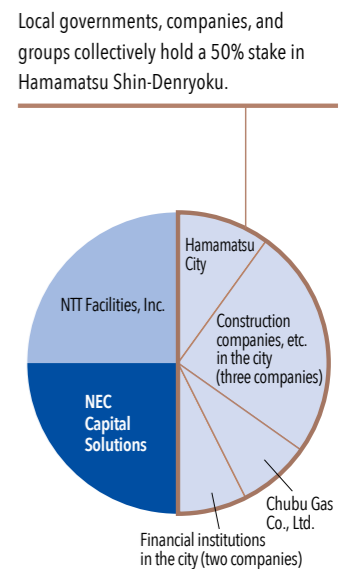 Local governments, companies, and
groups collectively hold a 50% stake in
Hamamatsu Shin-Denryoku.
Hamamatsu
City
NTT Facilities, Inc.
Construction
companies, etc.
in the city
(three companies)
NEC
Capital
Solutions
Chubu Gas
Co., Ltd.
Financial institutions
in the city (two companies)